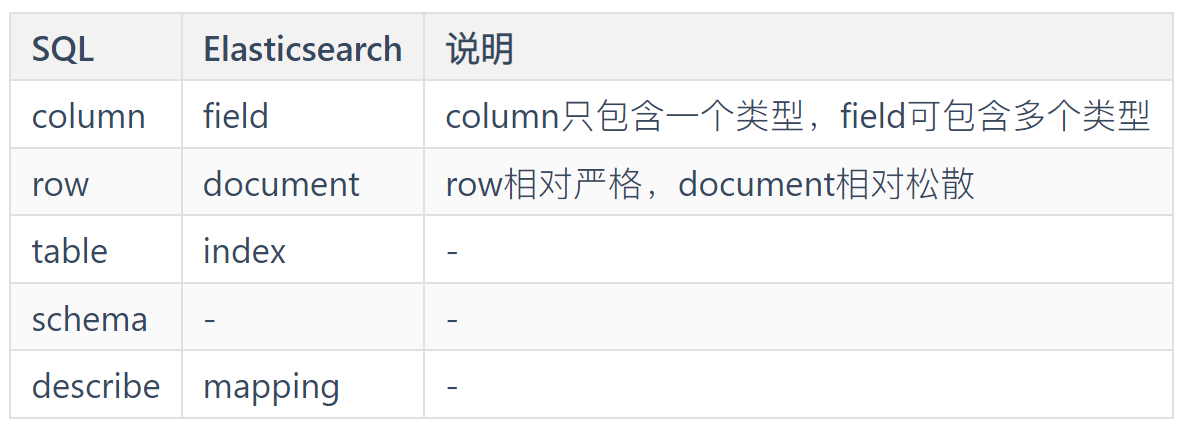 SQL Elasticsearch 说明
column field column只包含一个类型，field可包含多个类型
row document row相对严格，document相对松散
table index -
schema - -
describe mapping -